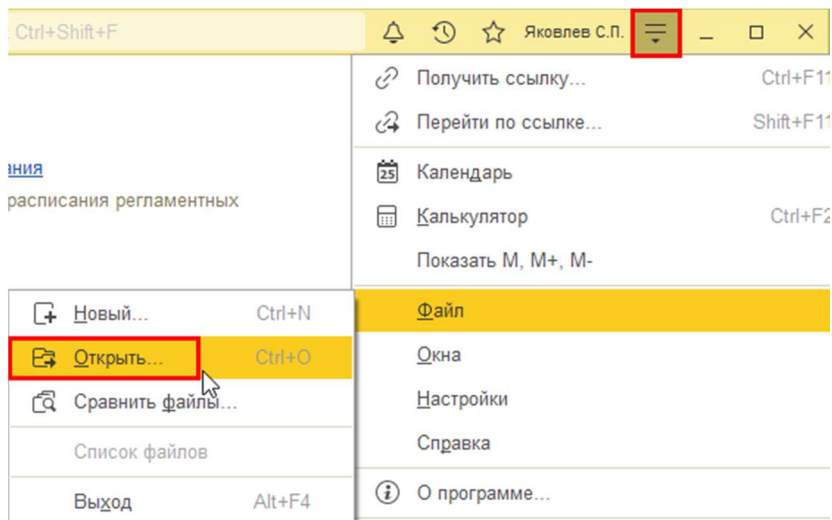 Ctrl+Shift+F
Яковлев С.П.
Получить ссылку... Ctrl+F11
Перейти по ссылке... Shift+F11
ания
расписания регламентных
25 Календарь
Калькулятор Ctrl+F2
Показать M, M+, M-
Файл
Окна
Настройки
Справка
О программе...
Новый... Ctrl+N
Открыть... Ctrl+O
Сравнить файлы...
Список файлов
Выход Alt+F4